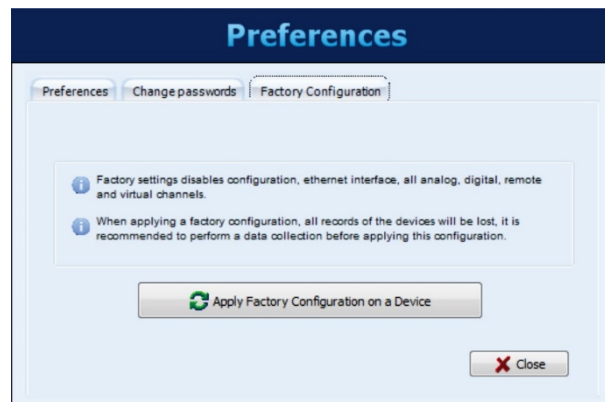 Preferences
Preferences Change passwords Factory Configuration
Factory settings disables configuration, ethernet interface, all analog, digital, remote
and virtual channels.
When applying a factory configuration, all records of the devices will be lost, it is
recommended to perform a data collection before applying this configuration.
Apply Factory Configuration on a Device
Close